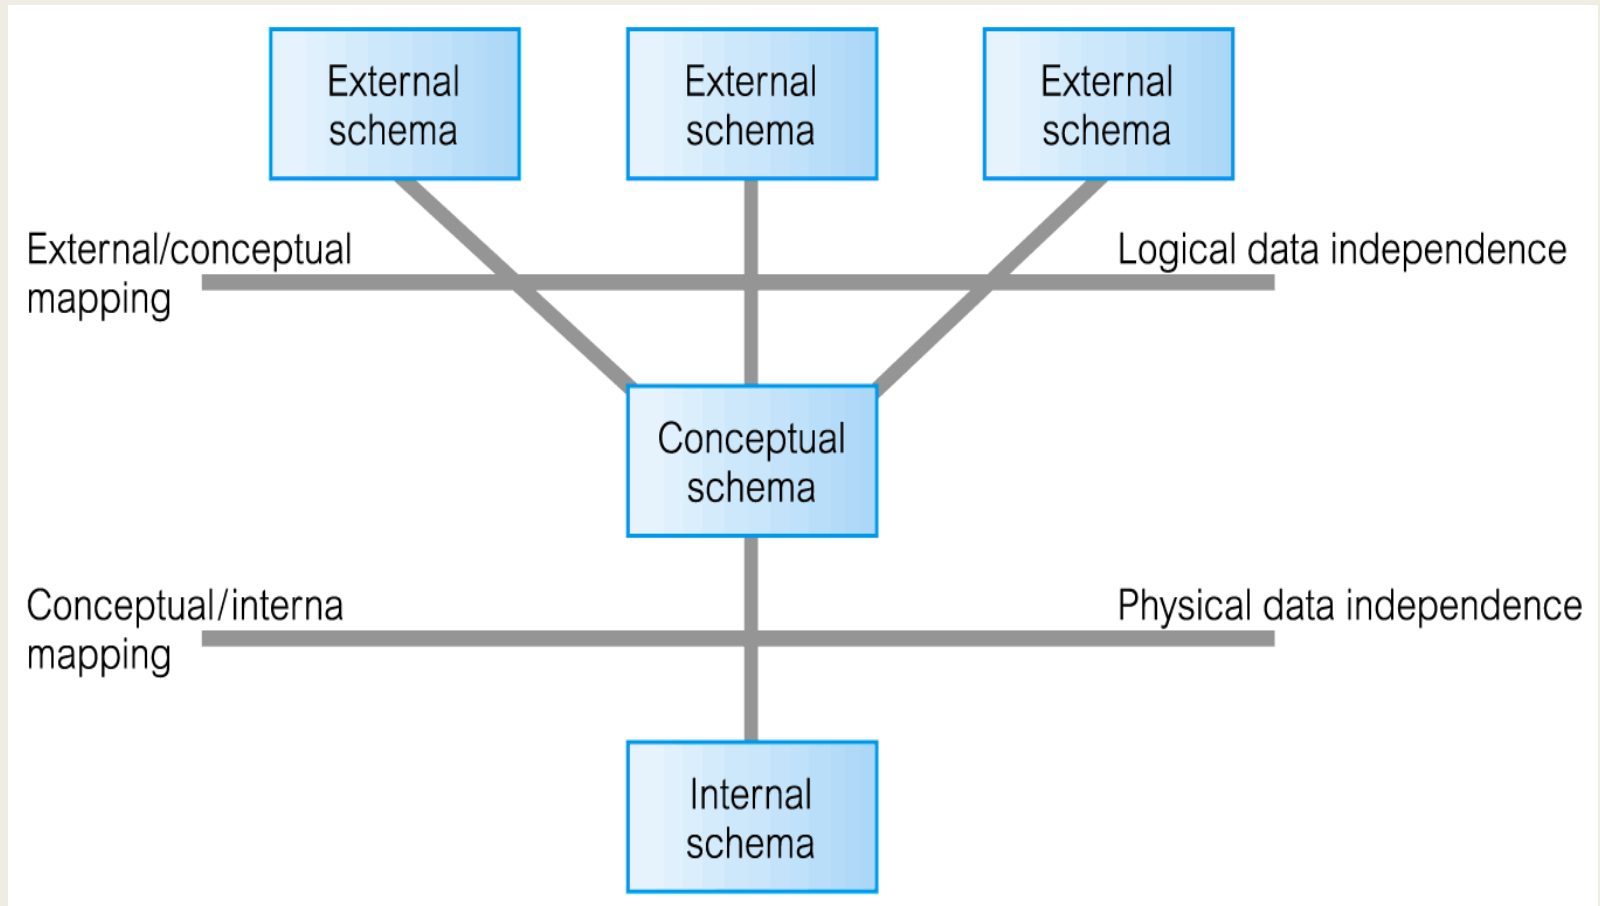 External
schema
External
schema
External
schema
External/conceptual
mapping
Logical data independence
Conceptual
schema
Conceptual/interna
mapping
Physical data independence
Internal
schema